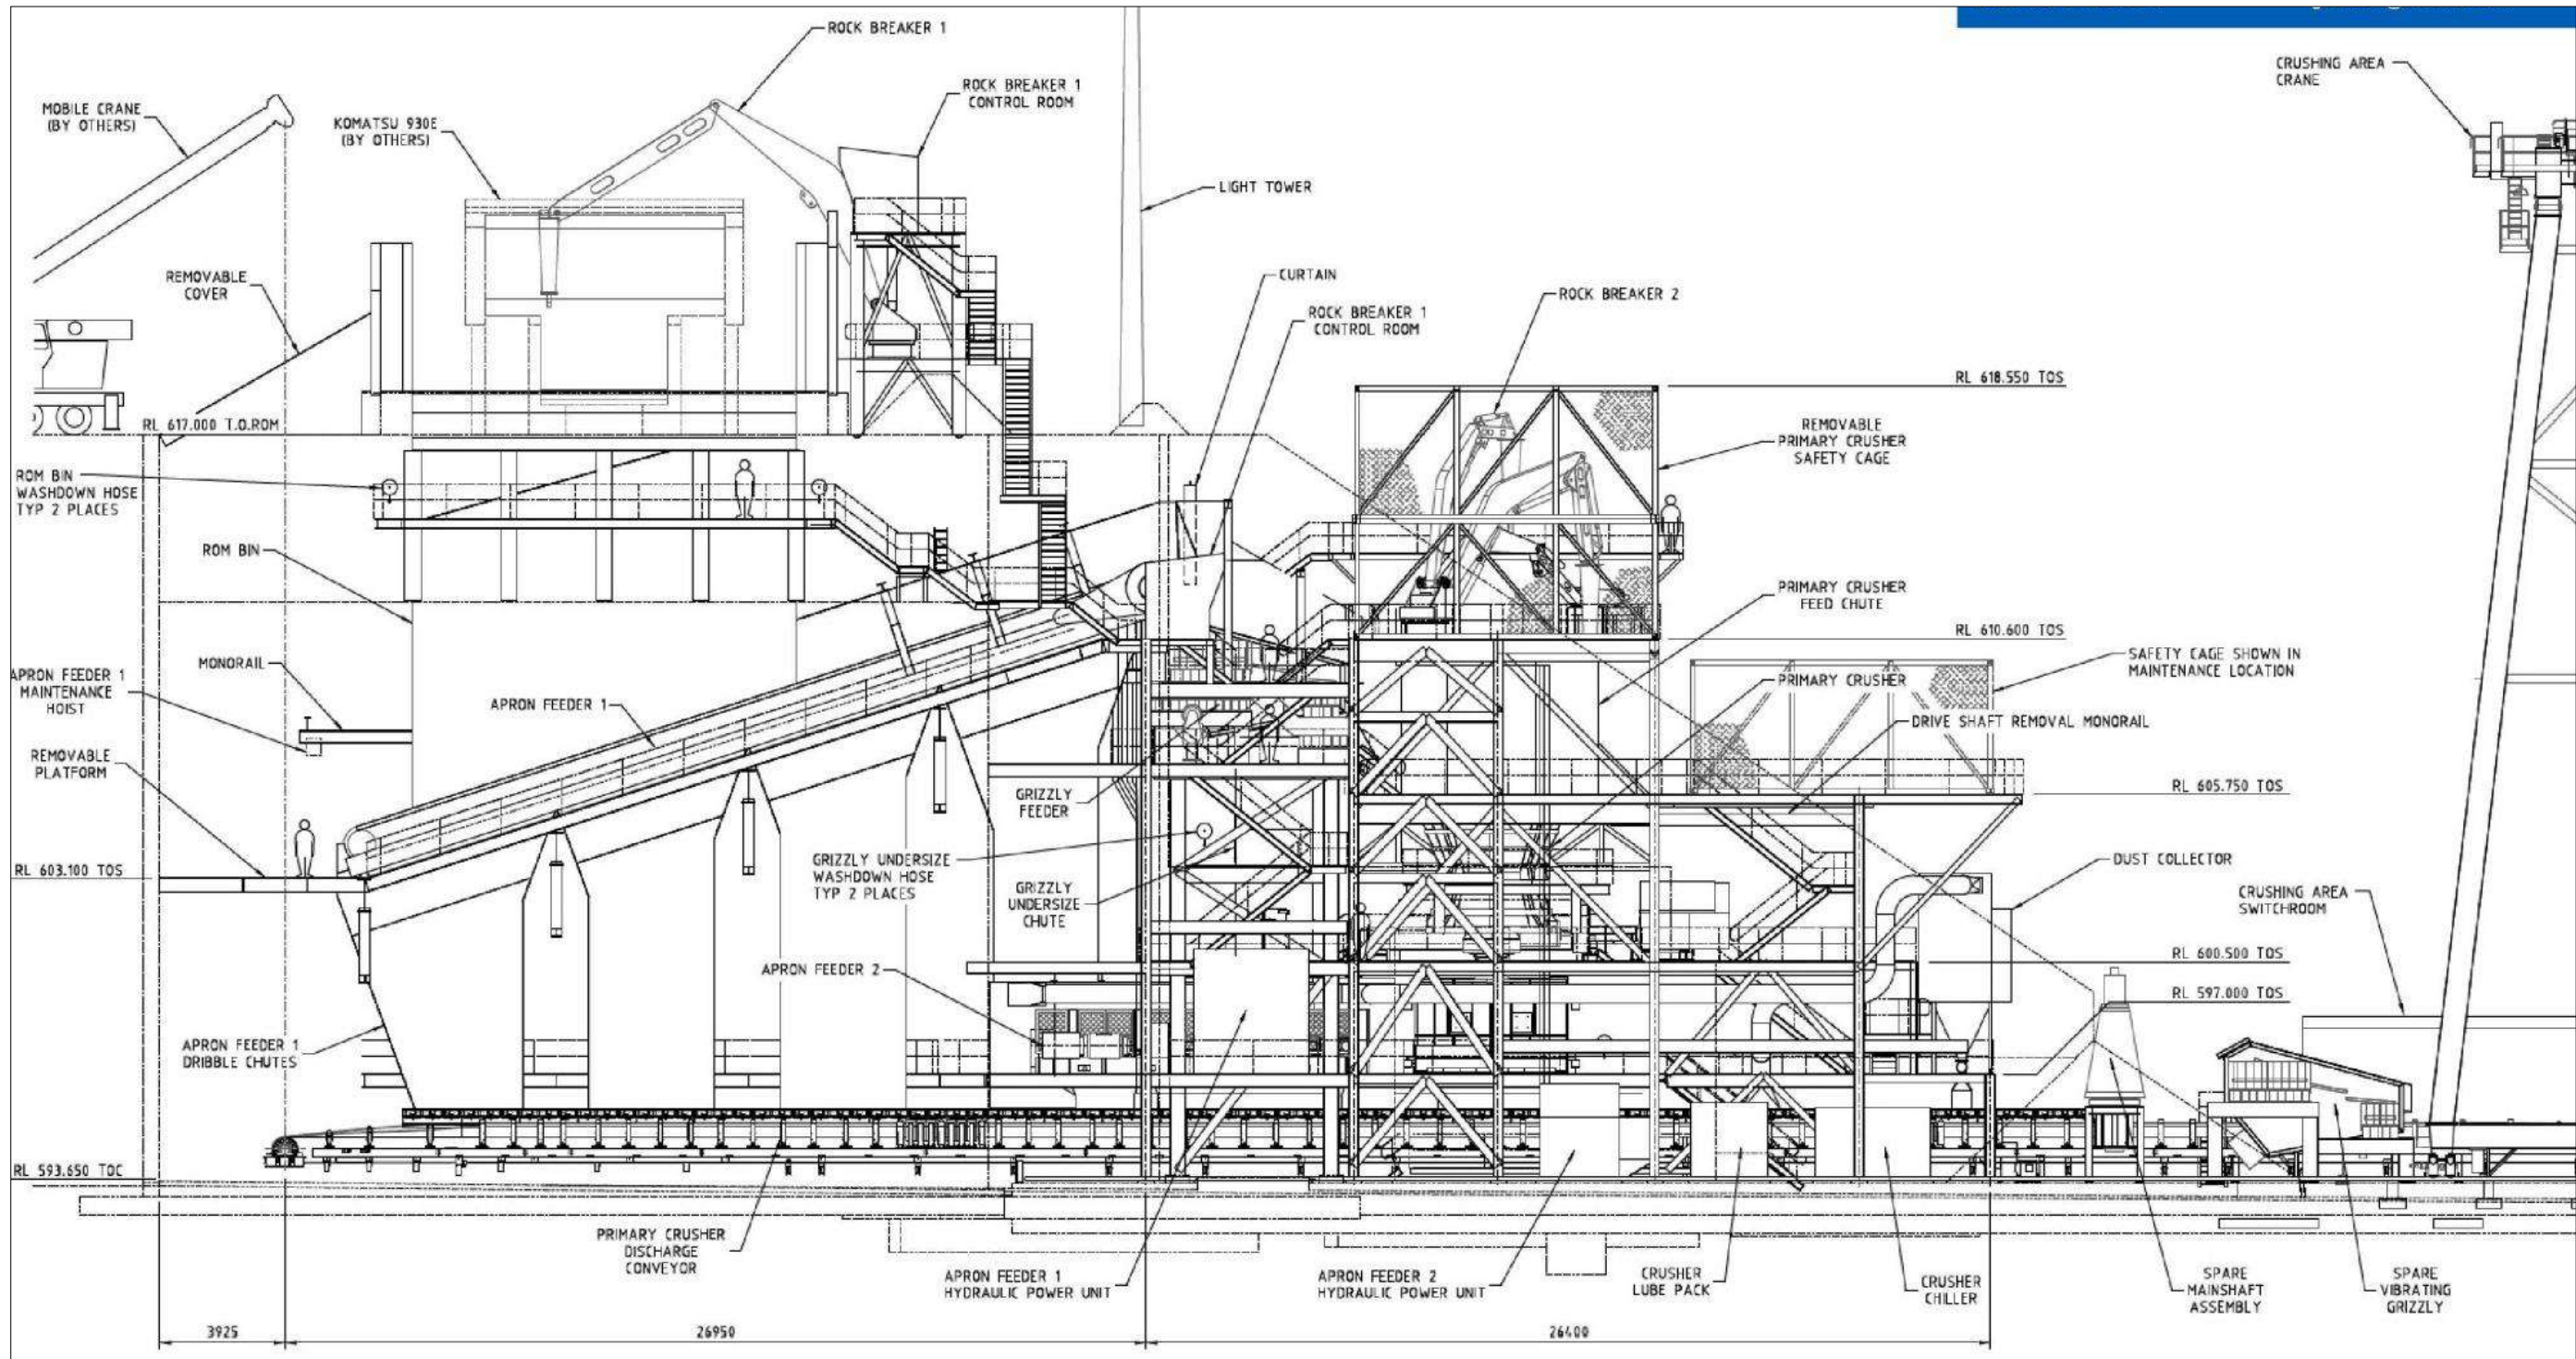 ROCK BREAKER 1
CRUSHING AREA
CRANE
ROCK BREAKER 1
CONTROL ROOM
MOBILE CRANE
(BY OTHERS)
KOMATSU 930E
(BY OTHERS)
LIGHT TOWER
REMOVABLE
COVER
CURTAIN
ROCK BREAKER 2
ROCK BREAKER 1
CONTROL ROOM
RL 618.550 TOS
RL 617.000 T.O.ROM
REMOVABLE
PRIMARY CRUSHER
SAFETY CAGE
ROM BIN
WASHDOWN HOSE
TYP 2 PLACES
ROM BIN
PRIMARY CRUSHER
FEED CHUTE
RL 610.600 TOS
MONORAIL
SAFETY CAGE SHOWN IN
MAINTENANCE LOCATION
APRON FEEDER 1
MAINTENANCE
HOIST
PRIMARY CRUSHER
APRON FEEDER 1
DRIVE SHAFT REMOVAL MONORAIL
REMOVABLE
PLATFORM
GRIZZLY
FEEDER
RL 605.750 TOS
RL 603.100 TOS
GRIZZLY UNDERSIZE
WASHDOWN HOSE
TYP 2 PLACES
DUST COLLECTOR
GRIZZLY
UNDERSIZE
CHUTE
CRUSHING AREA
SWITCHROOM
RL 600.500 TOS
APRON FEEDER 2
RL 597.000 TOS
APRON FEEDER 1
DRIBBLE CHUTES
RL 593.650 TOC
PRIMARY CRUSHER
DISCHARGE
CONVEYOR
APRON FEEDER 1
HYDRAULIC POWER UNIT
APRON FEEDER 2
HYDRAULIC POWER UNIT
CRUSHER
LUBE PACK
CRUSHER
CHILLER
SPARE
MAINSHAFT
ASSEMBLY
SPARE
VIBRATING
GRIZZLY
3925
26950
26400